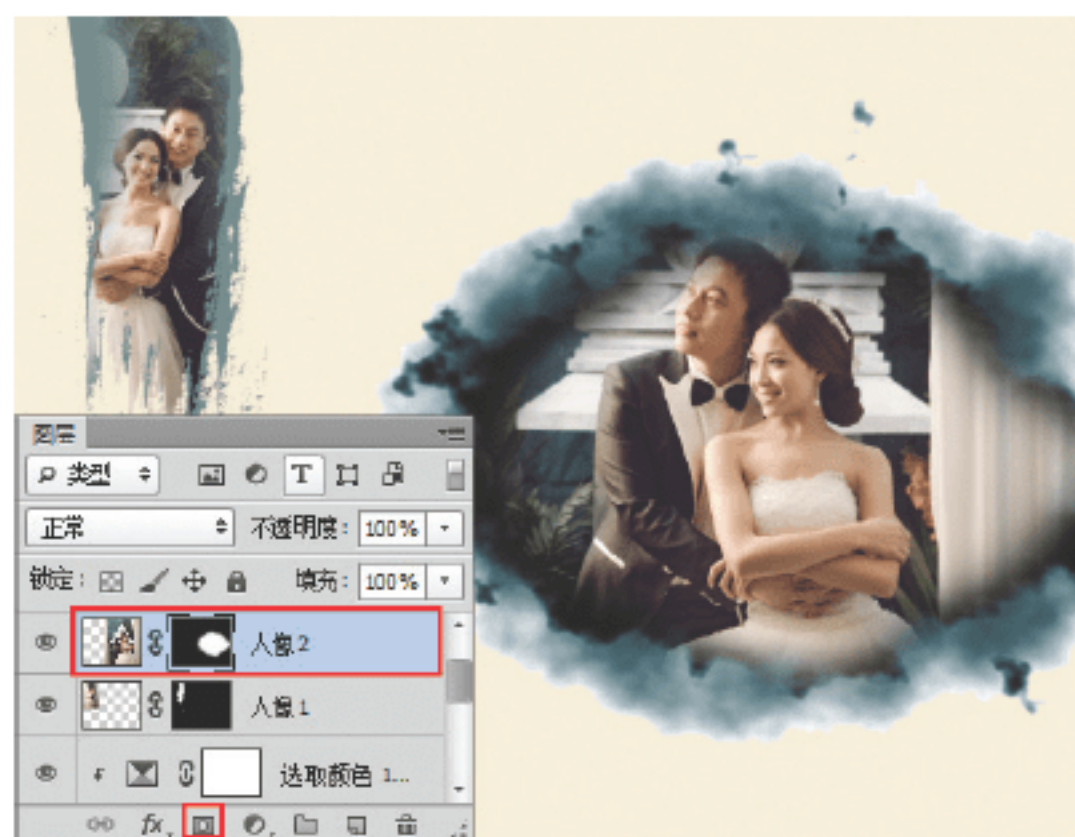 图层
类型 T
正常 不透明度: 100%
锁定: 填充: 100%
人像 2
人像 1
选取颜色 1...
fx